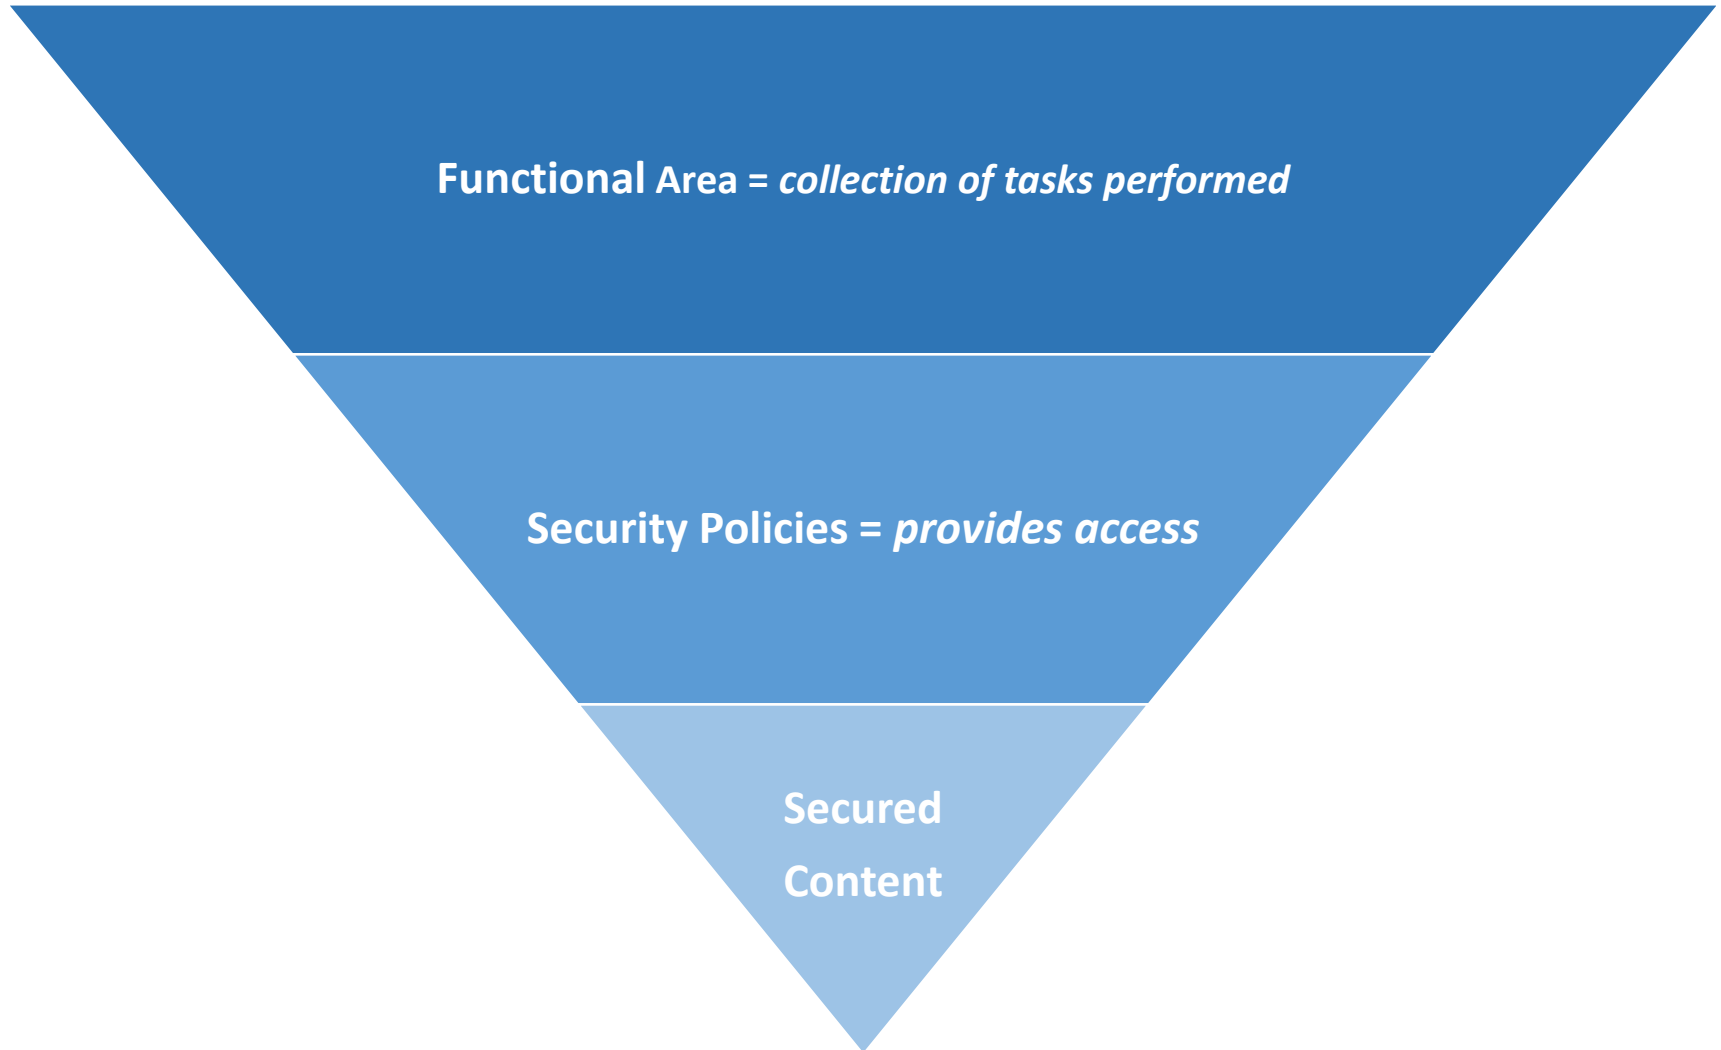 Functional Area = collection of tasks performed
Security Policies = provides access
Secured
Content